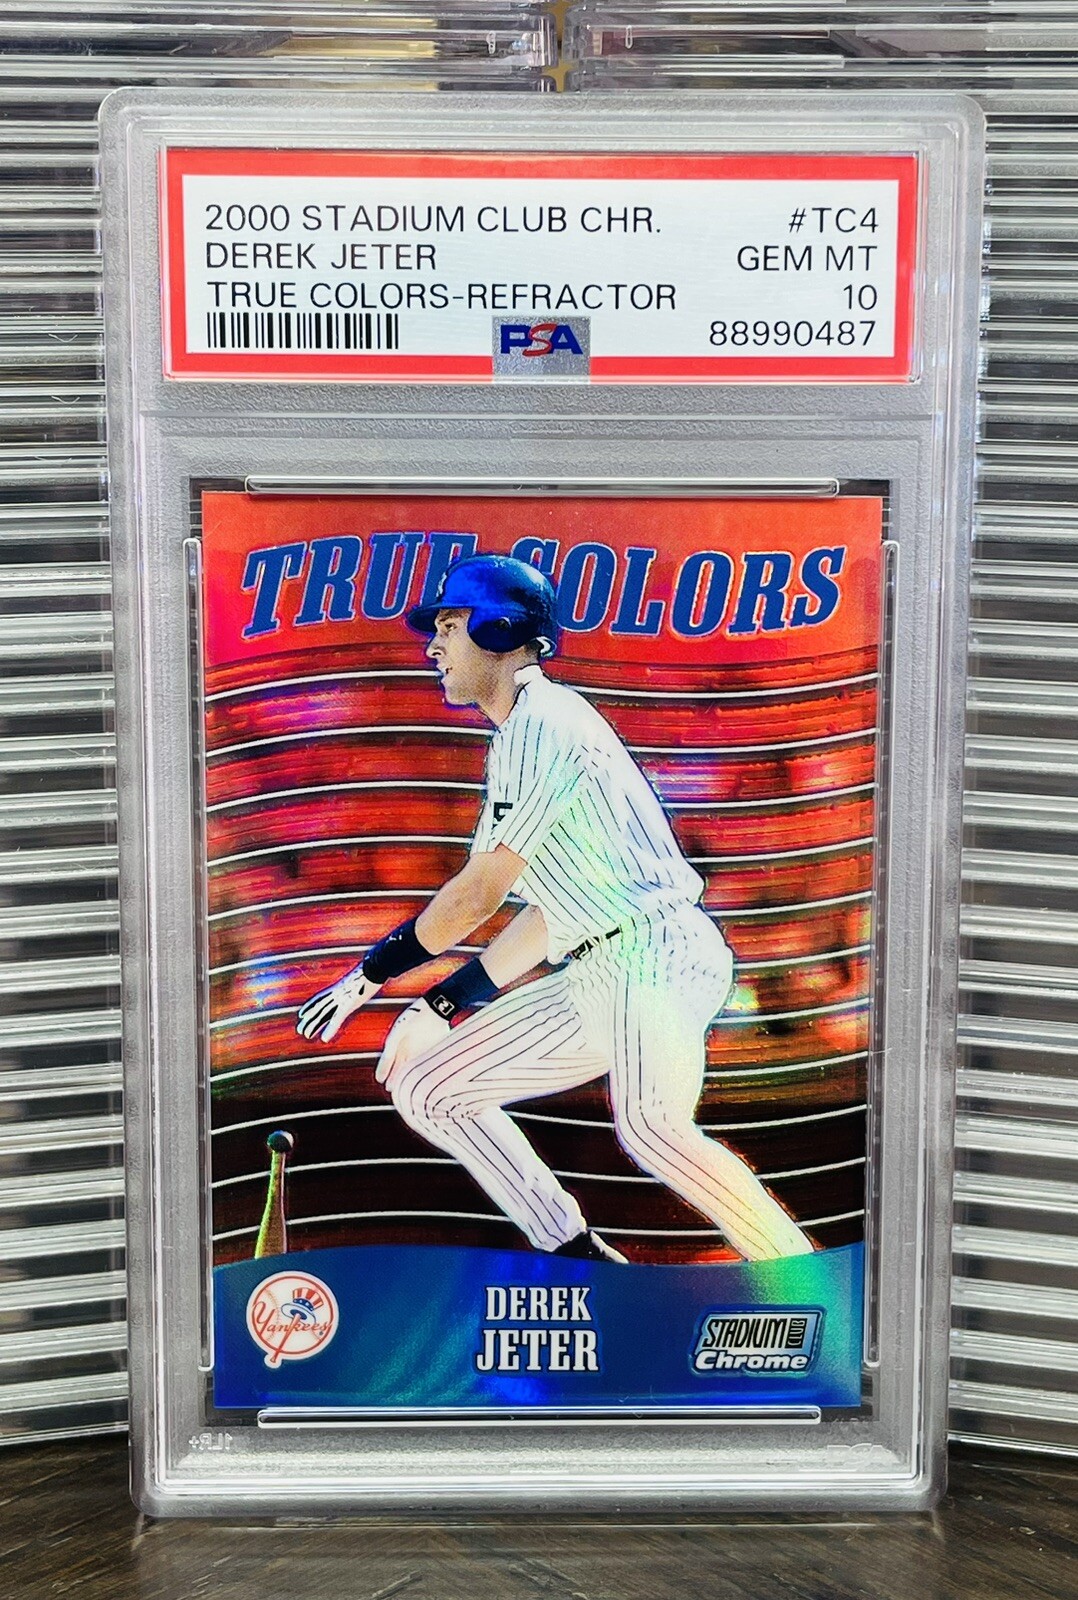 2000 STADIUM CLUB CHR. #TC4
DEREK JETER GEM MT
TRUE COLORS-REFRACTOR 10
PSA 88990487
TRUE COLORS
Yankees
DEREK
JETER
STADIUM CLUB
Chrome